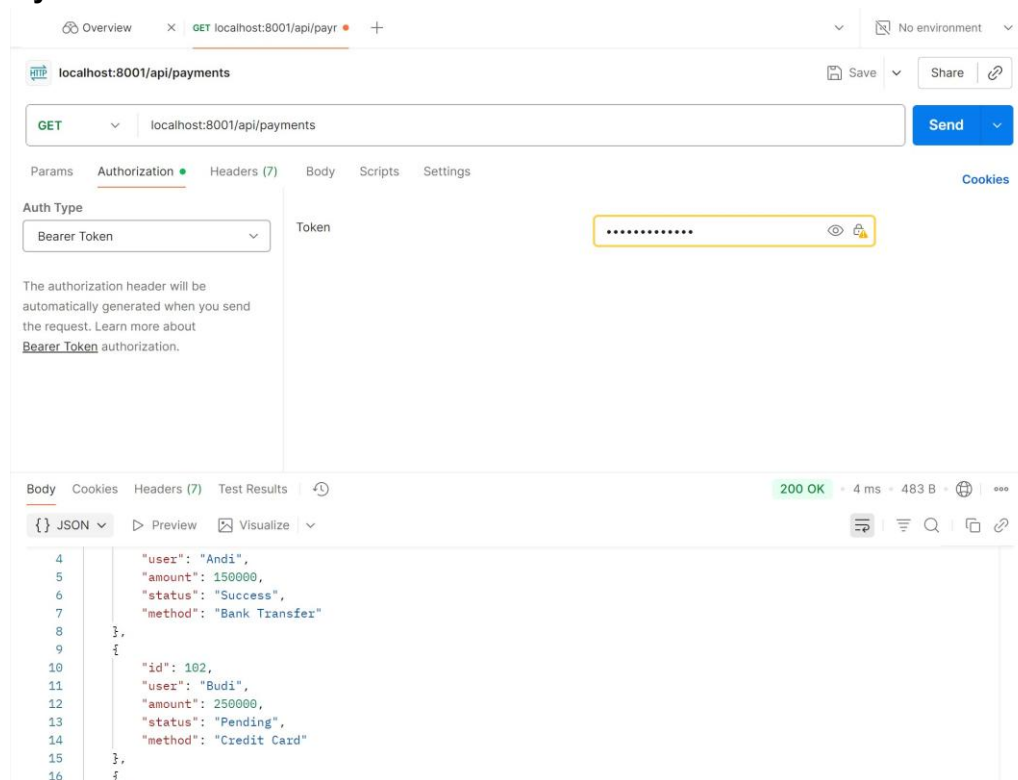 Overview × GET localhost:8001/api/payr +
No environment
HTTP localhost:8001/api/payments
Save
Share
GET localhost:8001/api/payments
Send
Params Authorization Headers (7) Body Scripts Settings
Cookies
Auth Type
Bearer Token
Token
•••••••••••••
The authorization header will be
automatically generated when you send
the request. Learn more about
Bearer Token authorization.
Body Cookies Headers (7) Test Results
200 OK • 4 ms • 483 B
{} JSON Preview Visualize
4 "user": "Andi",
5 "amount": 150000,
6 "status": "Success",
7 "method": "Bank Transfer"
8 },
9 {
10 "id": 102,
11 "user": "Budi",
12 "amount": 250000,
13 "status": "Pending",
14 "method": "Credit Card"
15 },
16 {